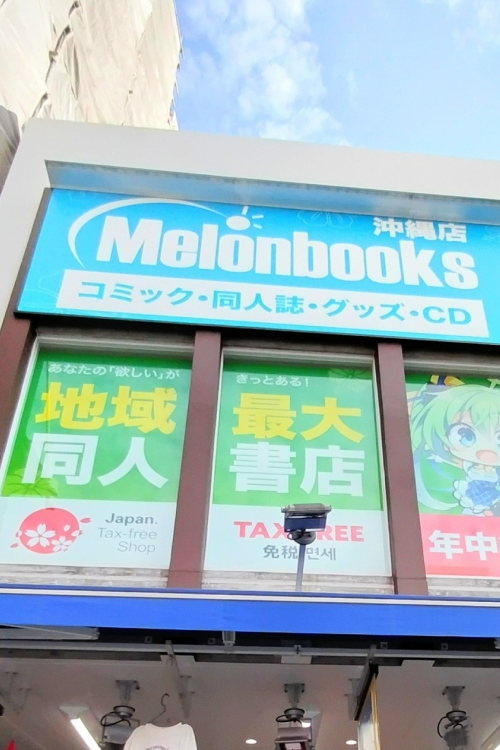 Melonbooks
沖縄店
コミック・同人誌・グッズ・CD
あなたの「欲しい」が
地域
同人
Japan.
Tax-free
Shop
きっとある!
最大
書店
TAX FREE
免税 면세
年中